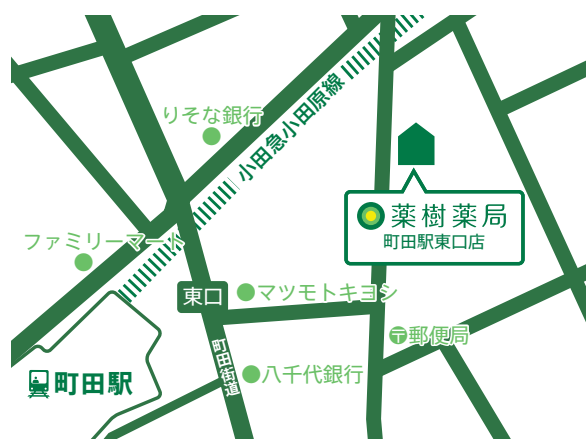 りそな銀行
小田急小田原線
薬樹薬局
町田駅東口店
ファミリーマート
東口
マツモトキヨシ
〒郵便局
町田街道
八千代銀行
町田駅